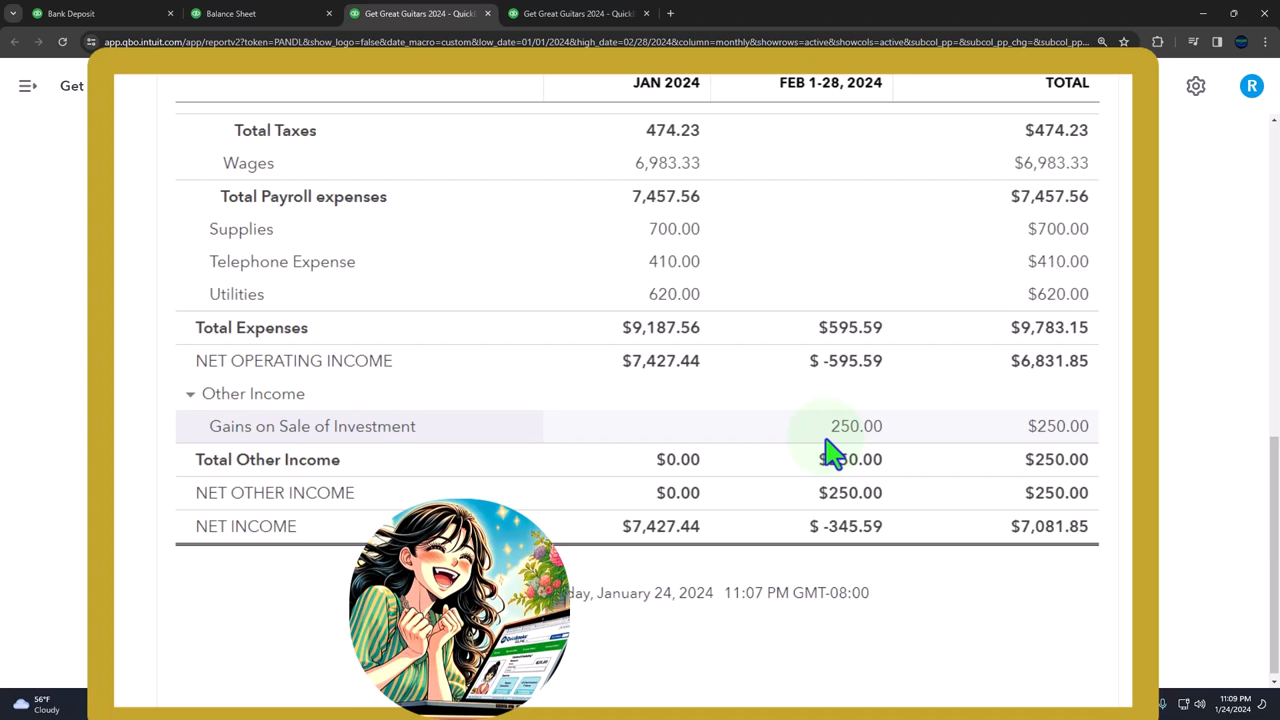 Bank Deposit
Balance Sheet
Get Great Guitars 2024 - Quick
Get Great Guitars 2024 - Quick
app.qbo.intuit.com/app/reportv2?token=PANDL&show_logo=false&date_macro=custom&low_date=01/01/2024&high_date=02/28/2024&column=monthly&showrows=active&showcols=active&subcol_pp=&subcol_pp_chg=&subcol_pp...
Get
R
JAN 2024 FEB 1-28, 2024 TOTAL
Total Taxes 474.23 $474.23
Wages 6,983.33 $6,983.33
Total Payroll expenses 7,457.56 $7,457.56
Supplies 700.00 $700.00
Telephone Expense 410.00 $410.00
Utilities 620.00 $620.00
Total Expenses $9,187.56 $595.59 $9,783.15
NET OPERATING INCOME $7,427.44 $ -595.59 $6,831.85
Other Income
Gains on Sale of Investment 250.00 $250.00
Total Other Income $0.00 $250.00 $250.00
NET OTHER INCOME $0.00 $250.00 $250.00
NET INCOME $7,427.44 $ -345.59 $7,081.85
day, January 24, 2024 11:07 PM GMT-08:00
56°F
Cloudy
11:09 PM
1/24/2024